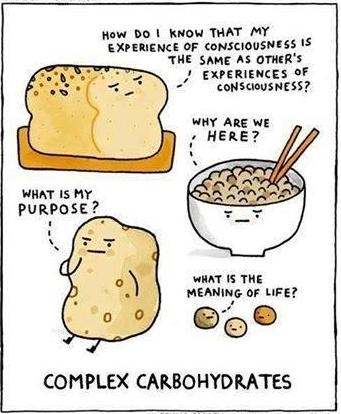 HOW DO I KNOW THAT MY
EXPERIENCE OF CONSCIOUSNESS IS
THE SAME AS OTHER'S
EXPERIENCES OF
CONSCIOUSNESS?
WHY ARE WE
HERE?
WHAT IS MY
PURPOSE?
WHAT IS THE
MEANING OF LIFE?
COMPLEX CARBOHYDRATES